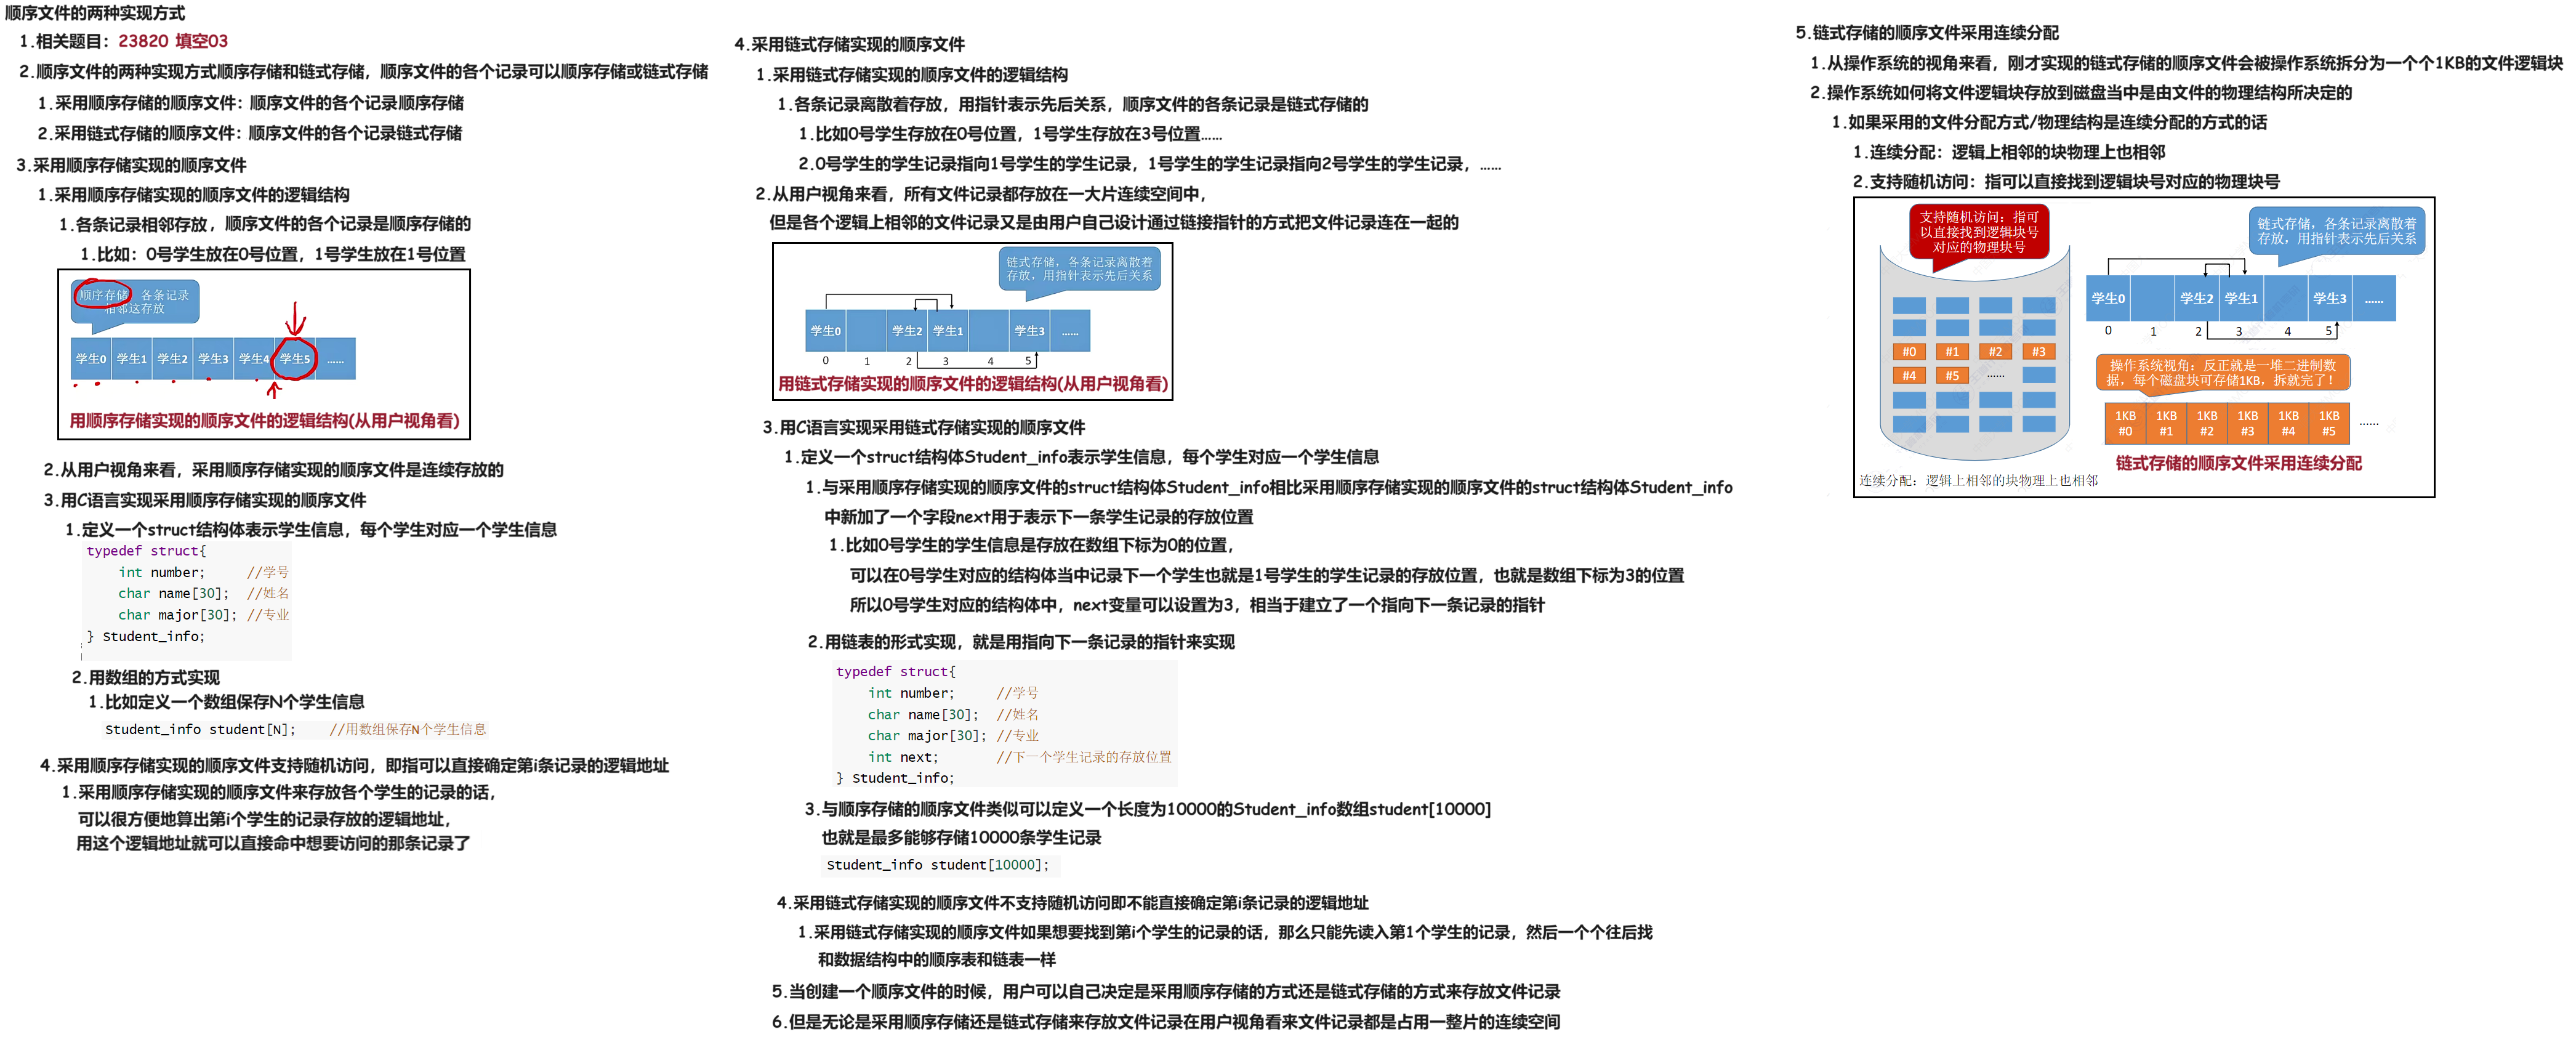 顺序文件的两种实现方式
1.相关题目：23820 填空03
2.顺序文件的两种实现方式顺序存储和链式存储，顺序文件的各个记录可以顺序存储或链式存储
1.采用顺序存储的顺序文件：顺序文件的各个记录顺序存储
2.采用链式存储的顺序文件：顺序文件的各个记录链式存储
3.采用顺序存储实现的顺序文件
1.采用顺序存储实现的顺序文件的逻辑结构
1.各条记录相邻存放，顺序文件的各个记录是顺序存储的
1.比如：0号学生放在0号位置，1号学生放在1号位置
顺序存储，各条记录
相邻这存放
学生0 学生1 学生2 学生3 学生4 学生5 ……
用顺序存储实现的顺序文件的逻辑结构(从用户视角看)
2.从用户视角来看，采用顺序存储实现的顺序文件是连续存放的
3.用C语言实现采用顺序存储实现的顺序文件
1.定义一个struct结构体表示学生信息，每个学生对应一个学生信息
typedef struct{
int number; //学号
char name[30]; //姓名
char major[30]; //专业
} Student_info;
2.用数组的方式实现
1.比如定义一个数组保存N个学生信息
Student_info student[N]; //用数组保存N个学生信息
4.采用顺序存储实现的顺序文件支持随机访问，即指可以直接确定第i条记录的逻辑地址
1.采用顺序存储实现的顺序文件来存放各个学生的记录的话，
可以很方便地算出第i个学生的记录存放的逻辑地址，
用这个逻辑地址就可以直接命中想要访问的那条记录了
4.采用链式存储实现的顺序文件
1.采用链式存储实现的顺序文件的逻辑结构
1.各条记录离散着存放，用指针表示先后关系，顺序文件的各条记录是链式存储的
1.比如0号学生存放在0号位置，1号学生存放在3号位置……
2.0号学生的学生记录指向1号学生的学生记录，1号学生的学生记录指向2号学生的学生记录，……
2.从用户视角来看，所有文件记录都存放在一大片连续空间中，
但是各个逻辑上相邻的文件记录又是由用户自己设计通过链接指针的方式把文件记录连在一起的
链式存储，各条记录离散着
存放，用指针表示先后关系
学生0 学生2 学生1 学生3 ……
0 1 2 3 4 5
用链式存储实现的顺序文件的逻辑结构(从用户视角看)
3.用C语言实现采用链式存储实现的顺序文件
1.定义一个struct结构体Student_info表示学生信息，每个学生对应一个学生信息
1.与采用顺序存储实现的顺序文件的struct结构体Student_info相比采用顺序存储实现的顺序文件的struct结构体Student_info
中新加了一个字段next用于表示下一条学生记录的存放位置
1.比如0号学生的学生信息是存放在数组下标为0的位置，
可以在0号学生对应的结构体当中记录下一个学生也就是1号学生的学生记录的存放位置，也就是数组下标为3的位置
所以0号学生对应的结构体中，next变量可以设置为3，相当于建立了一个指向下一条记录的指针
2.用链表的形式实现，就是用指向下一条记录的指针来实现
typedef struct{
int number; //学号
char name[30]; //姓名
char major[30]; //专业
int next; //下一个学生记录的存放位置
} Student_info;
3.与顺序存储的顺序文件类似可以定义一个长度为10000的Student_info数组student[10000]
也就是最多能够存储10000条学生记录
Student_info student[10000];
4.采用链式存储实现的顺序文件不支持随机访问即不能直接确定第i条记录的逻辑地址
1.采用链式存储实现的顺序文件如果想要找到第i个学生的记录的话，那么只能先读入第1个学生的记录，然后一个个往后找
和数据结构中的顺序表和链表一样
5.当创建一个顺序文件的时候，用户可以自己决定是采用顺序存储的方式还是链式存储的方式来存放文件记录
6.但是无论是采用顺序存储还是链式存储来存放文件记录在用户视角看来文件记录都是占用一整片的连续空间
5.链式存储的顺序文件采用连续分配
1.从操作系统的视角来看，刚才实现的链式存储的顺序文件会被操作系统拆分为一个个1KB的文件逻辑块
2.操作系统如何将文件逻辑块存放到磁盘当中是由文件的物理结构所决定的
1.如果采用的文件分配方式/物理结构是连续分配的方式的话
1.连续分配：逻辑上相邻的块物理上也相邻
2.支持随机访问：指可以直接找到逻辑块号对应的物理块号
支持随机访问：指可
以直接找到逻辑块号
对应的物理块号
链式存储，各条记录离散着
存放，用指针表示先后关系
学生0 学生2 学生1 学生3 ……
0 1 2 3 4 5
#0 #1 #2 #3
#4 #5 ……
操作系统视角：反正就是一堆二进制数
据，每个磁盘块可存储1KB，拆就完了！
1KB 1KB 1KB 1KB 1KB 1KB
#0 #1 #2 #3 #4 #5 ……
链式存储的顺序文件采用连续分配
连续分配：逻辑上相邻的块物理上也相邻